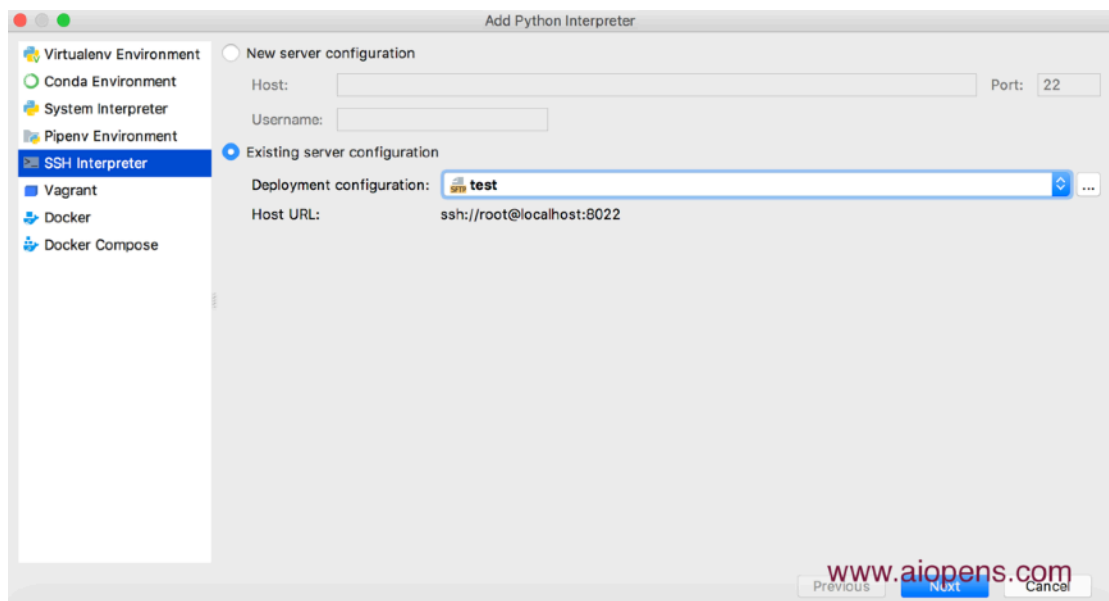 Add Python Interpreter
Virtualenv Environment
Conda Environment
System Interpreter
Pipenv Environment
SSH Interpreter
Vagrant
Docker
Docker Compose
New server configuration
Host: Port: 22
Username:
Existing server configuration
Deployment configuration: SFTP test ...
Host URL: ssh://root@localhost:8022
www.aiopens.com
Previous Next Cancel